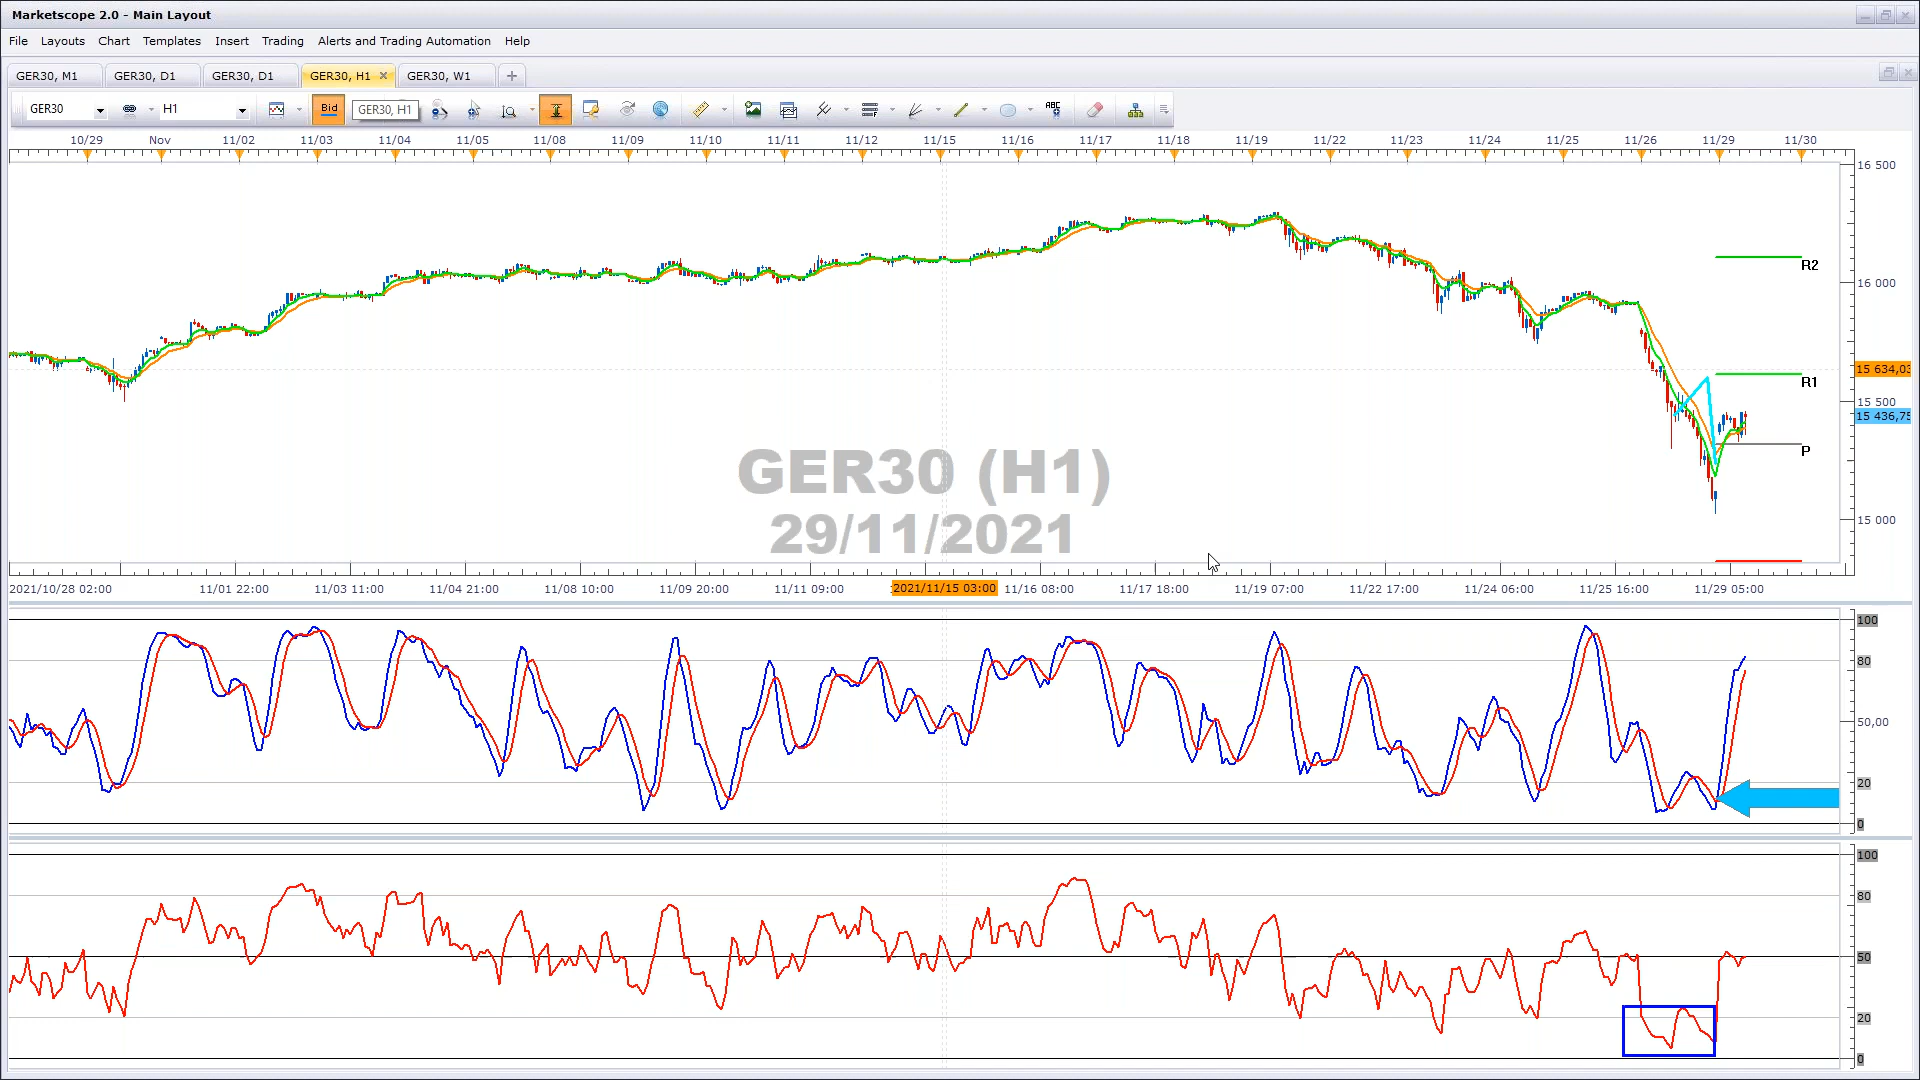 Marketscope 2.0 - Main Layout
File Layouts Chart Templates Insert Trading Alerts and Trading Automation Help
GER30, M1 GER30, D1 GER30, D1 GER30, H1 GER30, W1
GER30 H1 Bid GER30, H1 ABC
10/29 Nov 11/02 11/03 11/04 11/05 11/08 11/09 11/10 11/11 11/12 11/15 11/16 11/17 11/18 11/19 11/22 11/23 11/24 11/25 11/26 11/29 11/30
16 500
R2
16 000
15 634,03
R1
15 500
15 436,75
P
GER30 (H1)
29/11/2021
15 000
2021/10/28 02:00 11/01 22:00 11/03 11:00 11/04 21:00 11/08 10:00 11/09 20:00 11/11 09:00 2021/11/15 03:00 11/16 08:00 11/17 18:00 11/19 07:00 11/22 17:00 11/24 06:00 11/25 16:00 11/29 05:00
100
80
50,00
20
0
100
80
50
20
0